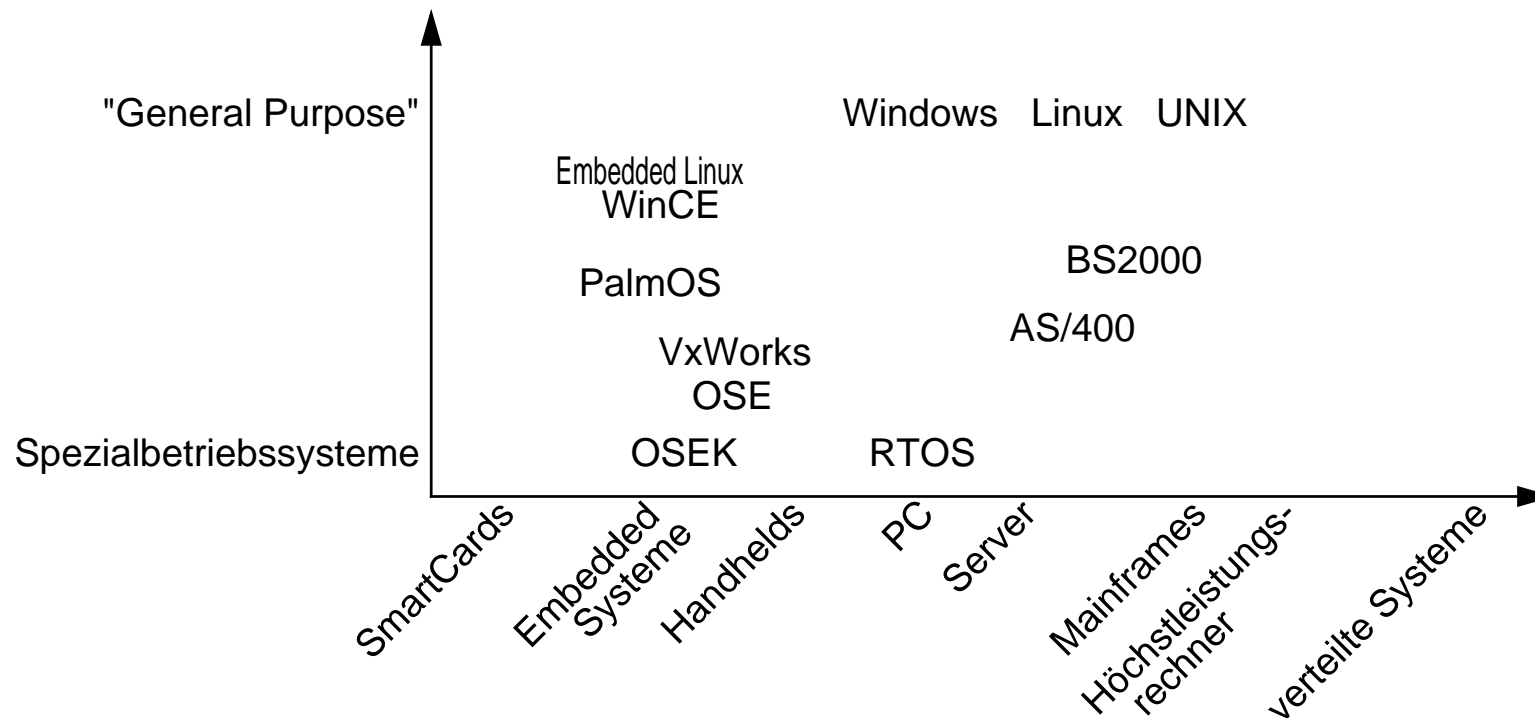 "General Purpose"
Windows Linux UNIX
Embedded Linux
WinCE
BS2000
PalmOS
AS/400
VxWorks
OSE
Spezialbetriebssysteme
OSEK
RTOS
SmartCards
Embedded
Systeme
Handhelds
PC
Server
Mainframes
Höchstleistungs-
rechner
verteilte Systeme